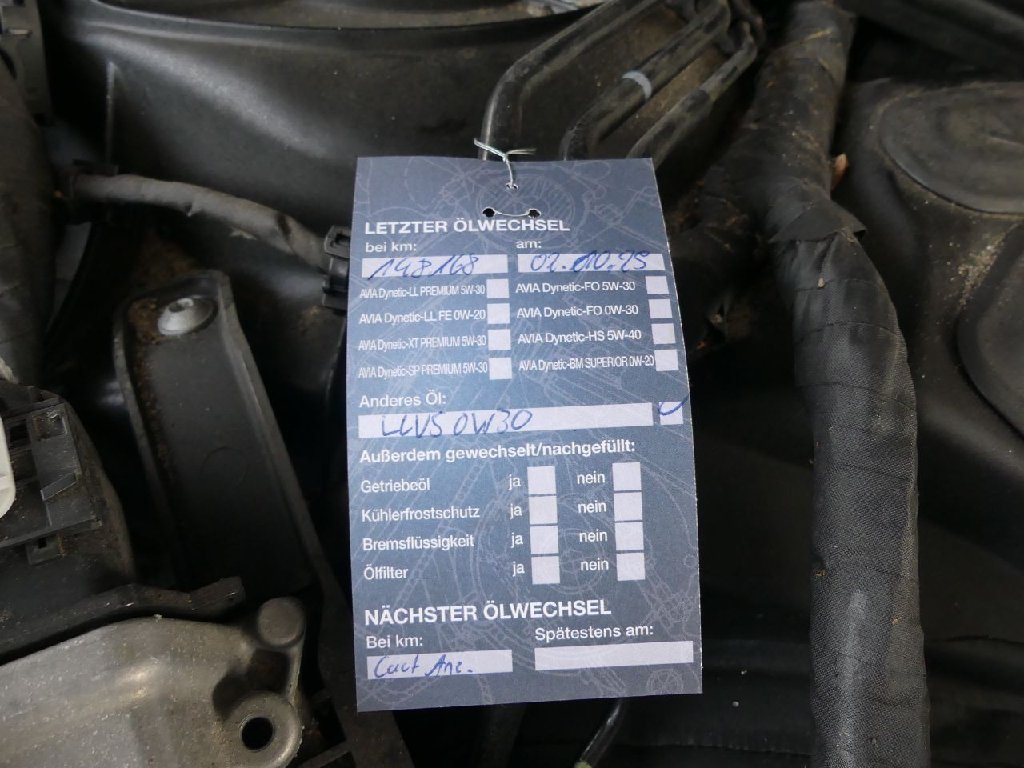 LETZTER ÖLWECHSEL
bei km: am:
148168 02.10.25
AVIA Dynetic-LL PREMIUM 5W-30 AVIA Dynetic-FO 5W-30
AVIA Dynetic-LL FE 0W-20 AVIA Dynetic-FO 0W-30
AVIA Dynetic-XT PREMIUM 5W-30 AVIA Dynetic-HS 5W-40
AVIA Dynetic-SP PREMIUM 5W-30 AVIA Dynetic-BM SUPERIOR 0W-20
Anderes Öl:
0W30
Außerdem gewechselt/nachgefüllt:
Getriebeöl ja nein
Kühlerfrostschutz ja nein
Bremsflüssigkeit ja nein
Ölfilter ja nein
NÄCHSTER ÖLWECHSEL
Bei km: Spätestens am: